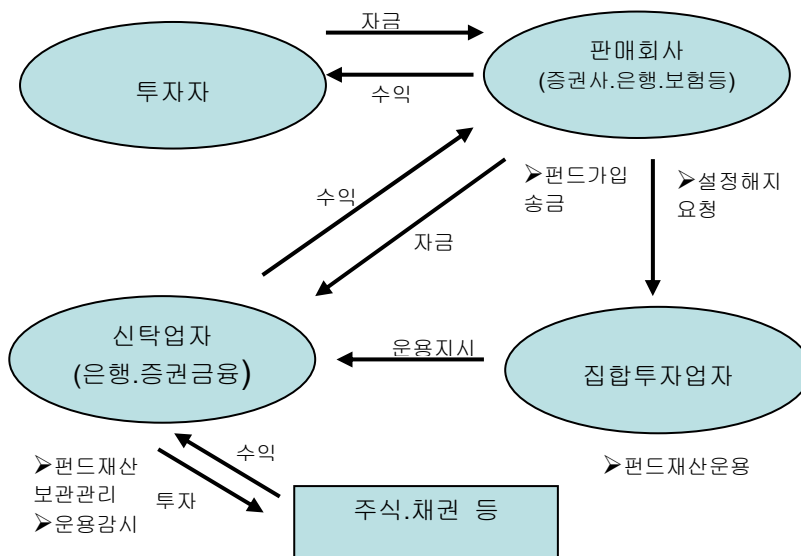 자금
투자자
판매회사
(증권사.은행.보험등)
수익
➢펀드가입
송금
➢설정해지
요청
수익
자금
신탁업자
(은행.증권금융)
운용지시
집합투자업자
➢펀드재산
보관관리
➢운용감시
수익
투자
➢펀드재산운용
주식.채권 등